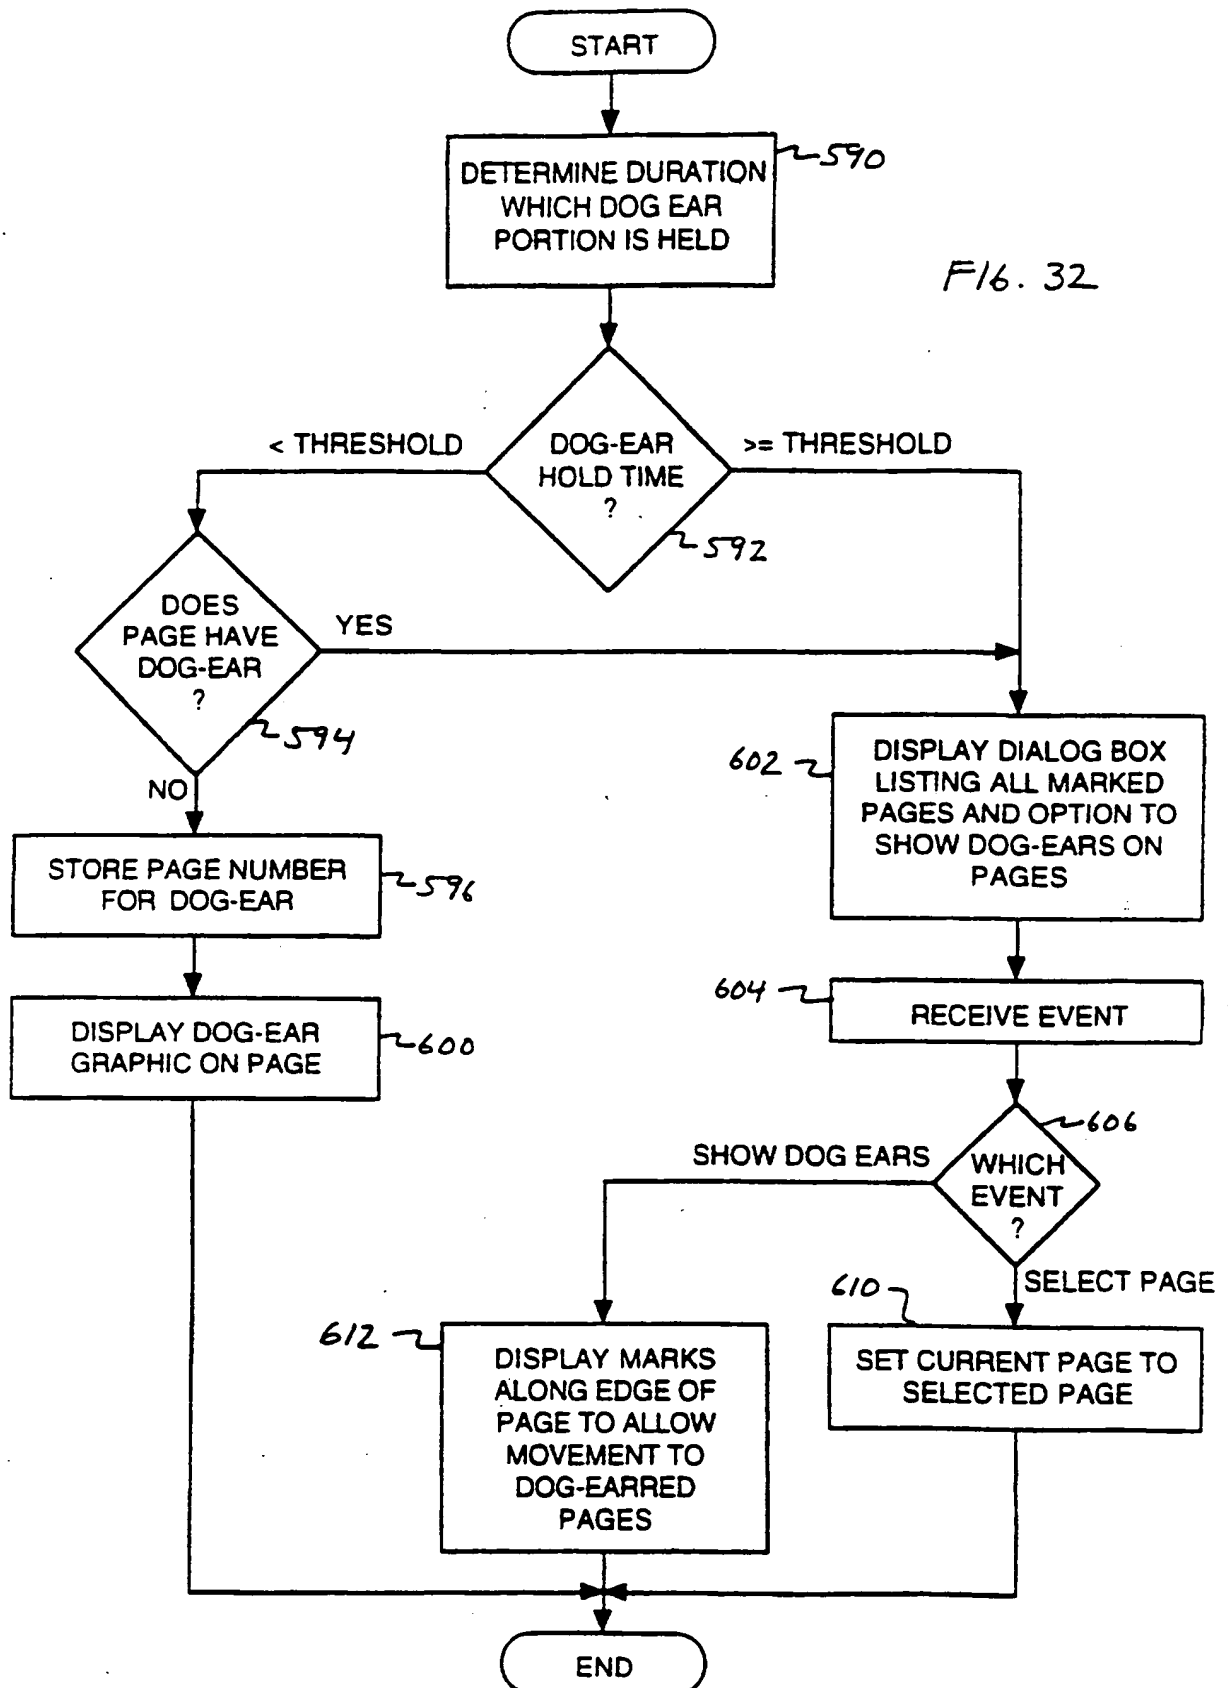 START
DETERMINE DURATION
WHICH DOG EAR
PORTION IS HELD
590
FIG. 32
< THRESHOLD
DOG-EAR
HOLD TIME
?
>= THRESHOLD
592
DOES
PAGE HAVE
DOG-EAR
?
YES
594
NO
STORE PAGE NUMBER
FOR DOG-EAR
596
DISPLAY DOG-EAR
GRAPHIC ON PAGE
600
602
DISPLAY DIALOG BOX
LISTING ALL MARKED
PAGES AND OPTION TO
SHOW DOG-EARS ON
PAGES
604
RECEIVE EVENT
606
SHOW DOG EARS
WHICH
EVENT
?
SELECT PAGE
610
SET CURRENT PAGE TO
SELECTED PAGE
612
DISPLAY MARKS
ALONG EDGE OF
PAGE TO ALLOW
MOVEMENT TO
DOG-EARRED
PAGES
END